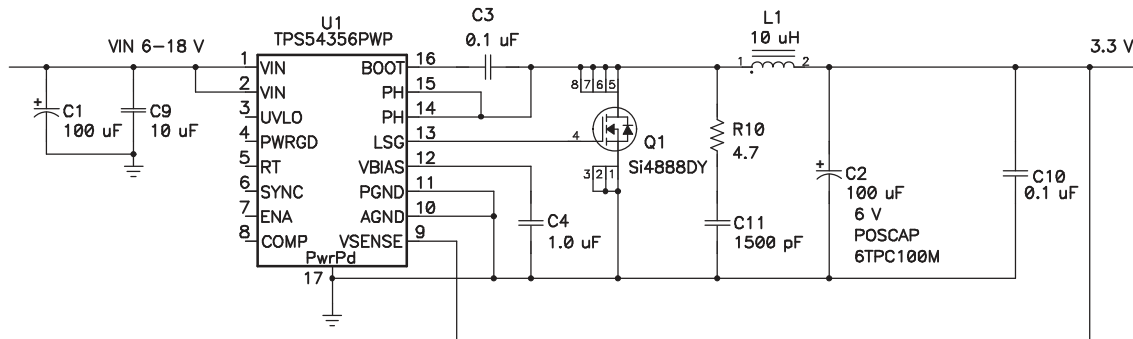 VIN 6–18 V
U1
TPS54356PWP
C3
0.1 uF
L1
10 uH
3.3 V
1 VIN
2 VIN
3 UVLO
4 PWRGD
5 RT
6 SYNC
7 ENA
8 COMP
BOOT 16
PH 15
PH 14
LSG 13
VBIAS 12
PGND 11
AGND 10
VSENSE 9
PwrPd
17
+
C1
100 uF
C9
10 uF
C4
1.0 uF
8 7 6 5
4
3 2 1
Q1
Si4888DY
R10
4.7
C11
1500 pF
1 2
+
C2
100 uF
6 V
POSCAP
6TPC100M
C10
0.1 uF